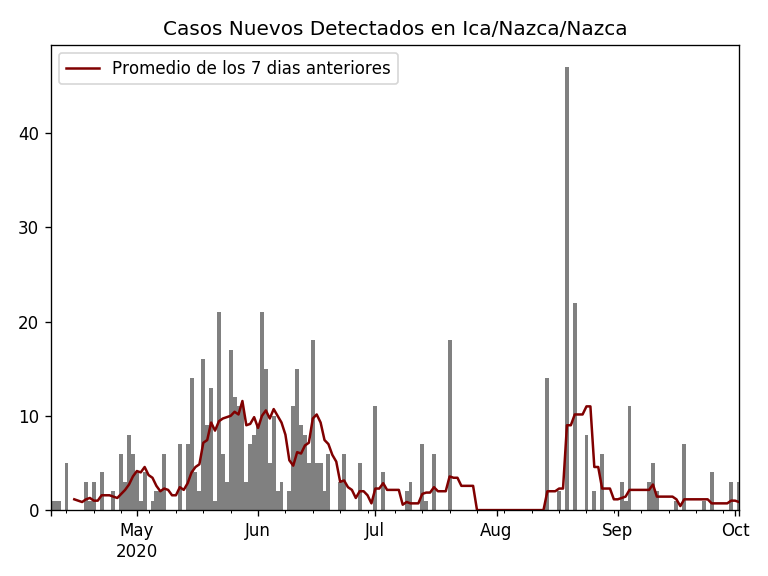 Casos Nuevos Detectados en Ica/Nazca/Nazca
Promedio de los 7 dias anteriores
40
30
20
10
0
May Jun Jul Aug Sep Oct
2020